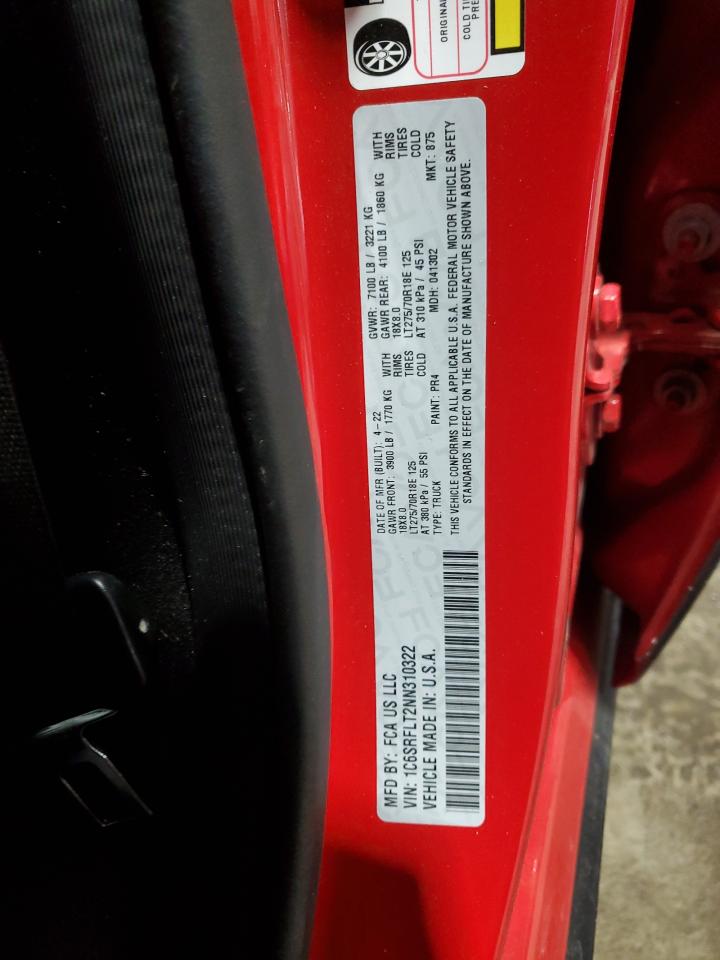 ORIGINAL
COLD TI
PRE
MFD BY: FCA US LLC
VIN: 1C6SRFLT2NN310322
VEHICLE MADE IN: U.S.A.
DATE OF MFR (BUILT): 4-22
GAWR FRONT: 3900 LB / 1770 KG WITH
18X8.0 RIMS
LT275/70R18E 125 TIRES
AT 380 kPa / 55 PSI COLD
TYPE: TRUCK PAINT: PR4
GVWR: 7100 LB / 3221 KG
GAWR REAR: 4100 LB / 1860 KG WITH
18X8.0 RIMS
LT275/70R18E 125 TIRES
AT 310 kPa / 45 PSI COLD
MDH: 041302 MKT: 875
THIS VEHICLE CONFORMS TO ALL APPLICABLE U.S.A. FEDERAL MOTOR VEHICLE SAFETY
STANDARDS IN EFFECT ON THE DATE OF MANUFACTURE SHOWN ABOVE.